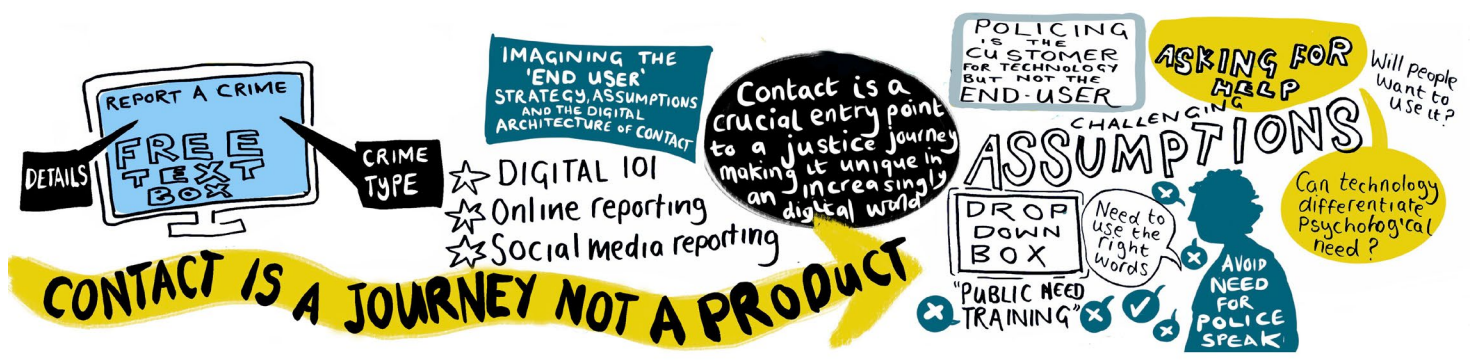 REPORT A CRIME
FREE
TEXT
BOX
DETAILS
CRIME
TYPE
IMAGINING THE
'END USER'
STRATEGY, ASSUMPTIONS
AND THE DIGITAL
ARCHITECTURE OF CONTACT
DIGITAL 101
Online reporting
Social media reporting
CONTACT IS A JOURNEY NOT A PRODUCT
Contact is a
crucial entry point
to a justice journey
making it unique in
an increasingly
digital world
POLICING
IS THE
CUSTOMER
FOR TECHNOLOGY
BUT NOT THE
END-USER
ASKING FOR
HELP
Will people
want to
use it?
CHALLENGING
ASSUMPTIONS
DROP
DOWN
BOX
Need to
use the
right
words
"PUBLIC NEED
TRAINING"
AVOID
NEED
FOR
POLICE
SPEAK
Can technology
differentiate
Psychological
need?